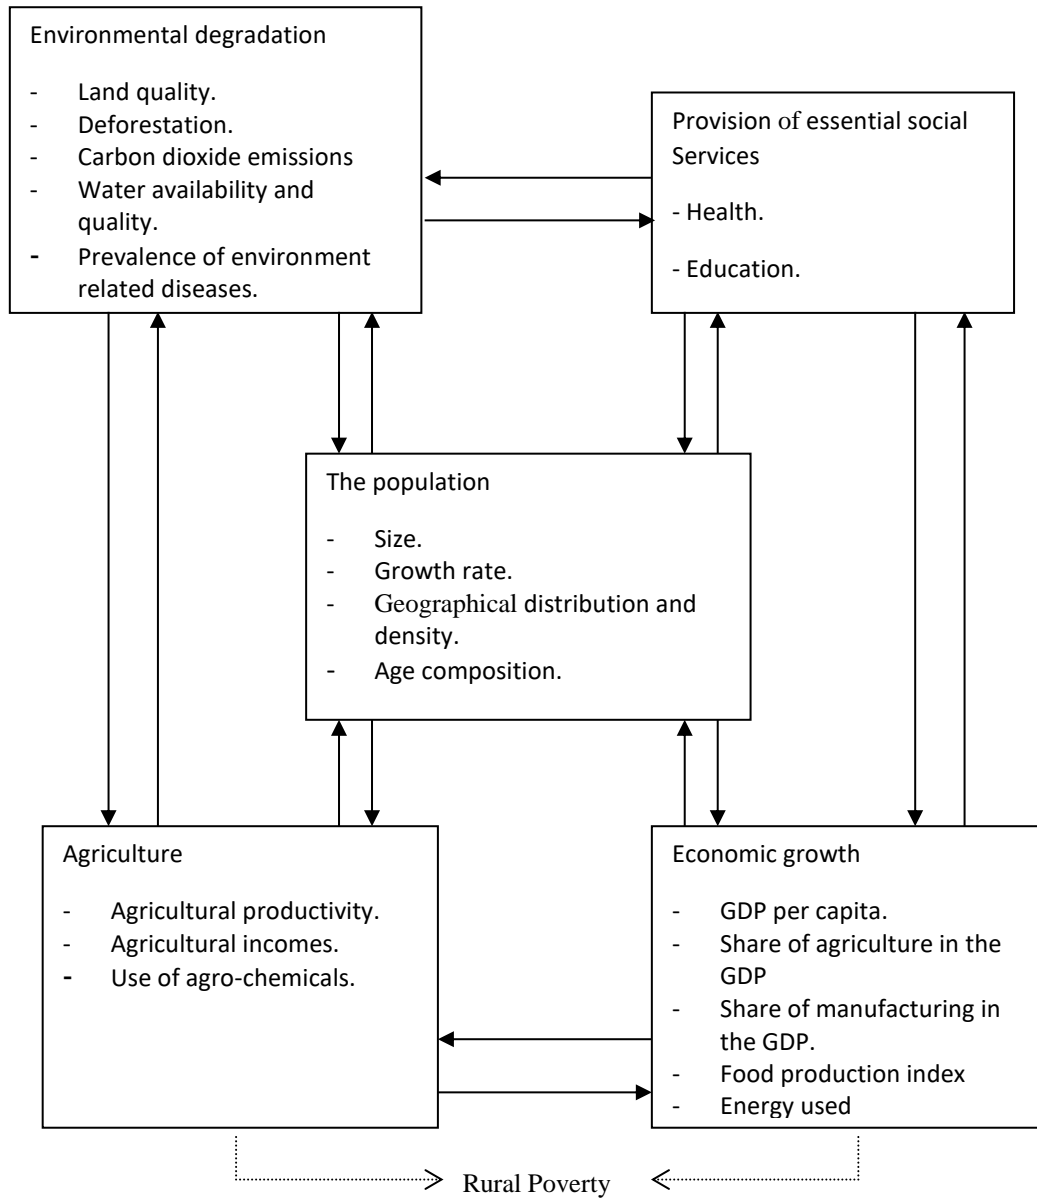 Environmental degradation
- Land quality.
- Deforestation.
- Carbon dioxide emissions
- Water availability and
quality.
- Prevalence of environment
related diseases.
Provision of essential social
Services
- Health.
- Education.
The population
- Size.
- Growth rate.
- Geographical distribution and
density.
- Age composition.
Agriculture
- Agricultural productivity.
- Agricultural incomes.
- Use of agro-chemicals.
Economic growth
- GDP per capita.
- Share of agriculture in the
GDP
- Share of manufacturing in
the GDP.
- Food production index
- Energy used
Rural Poverty